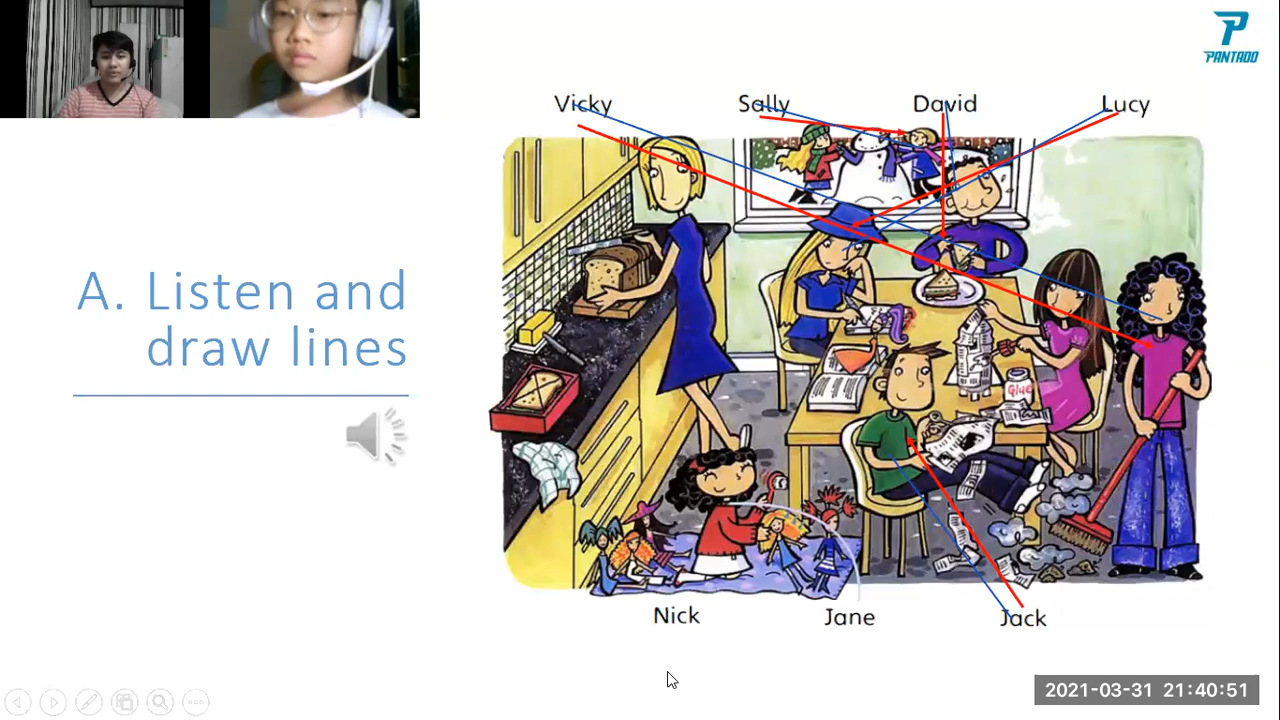 PANTADO
Vicky Sally David Lucy
A. Listen and
draw lines
Glue
Nick Jane Jack
2021-03-31 21:40:51